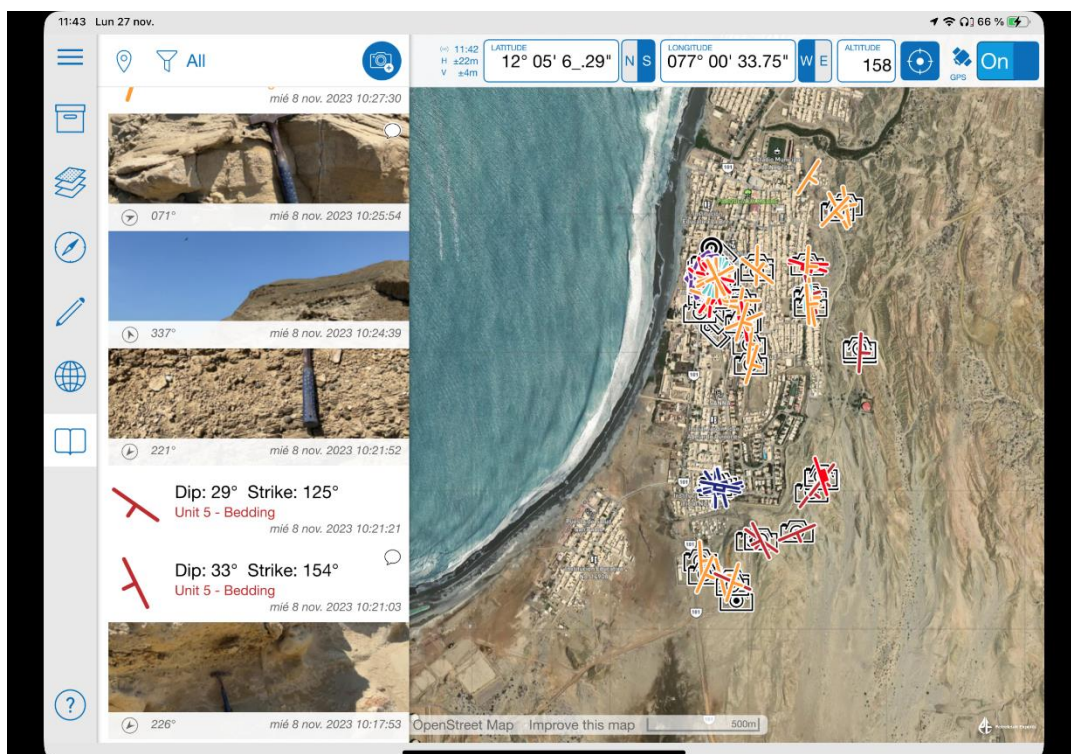 11:43 Lun 27 nov.
66 %
All
11:42
H ±22m
V ±4m
LATITUDE
12° 05' 6_.29"
N S
LONGITUDE
077° 00' 33.75"
W E
ALTITUDE
158
GPS
On
mié 8 nov. 2023 10:27:30
071° mié 8 nov. 2023 10:25:54
337° mié 8 nov. 2023 10:24:39
221° mié 8 nov. 2023 10:21:52
Dip: 29° Strike: 125°
Unit 5 - Bedding
mié 8 nov. 2023 10:21:21
Dip: 33° Strike: 154°
Unit 5 - Bedding
mié 8 nov. 2023 10:21:03
226° mié 8 nov. 2023 10:17:53
?
101
101
101
101
101
OpenStreet Map Improve this map 500m